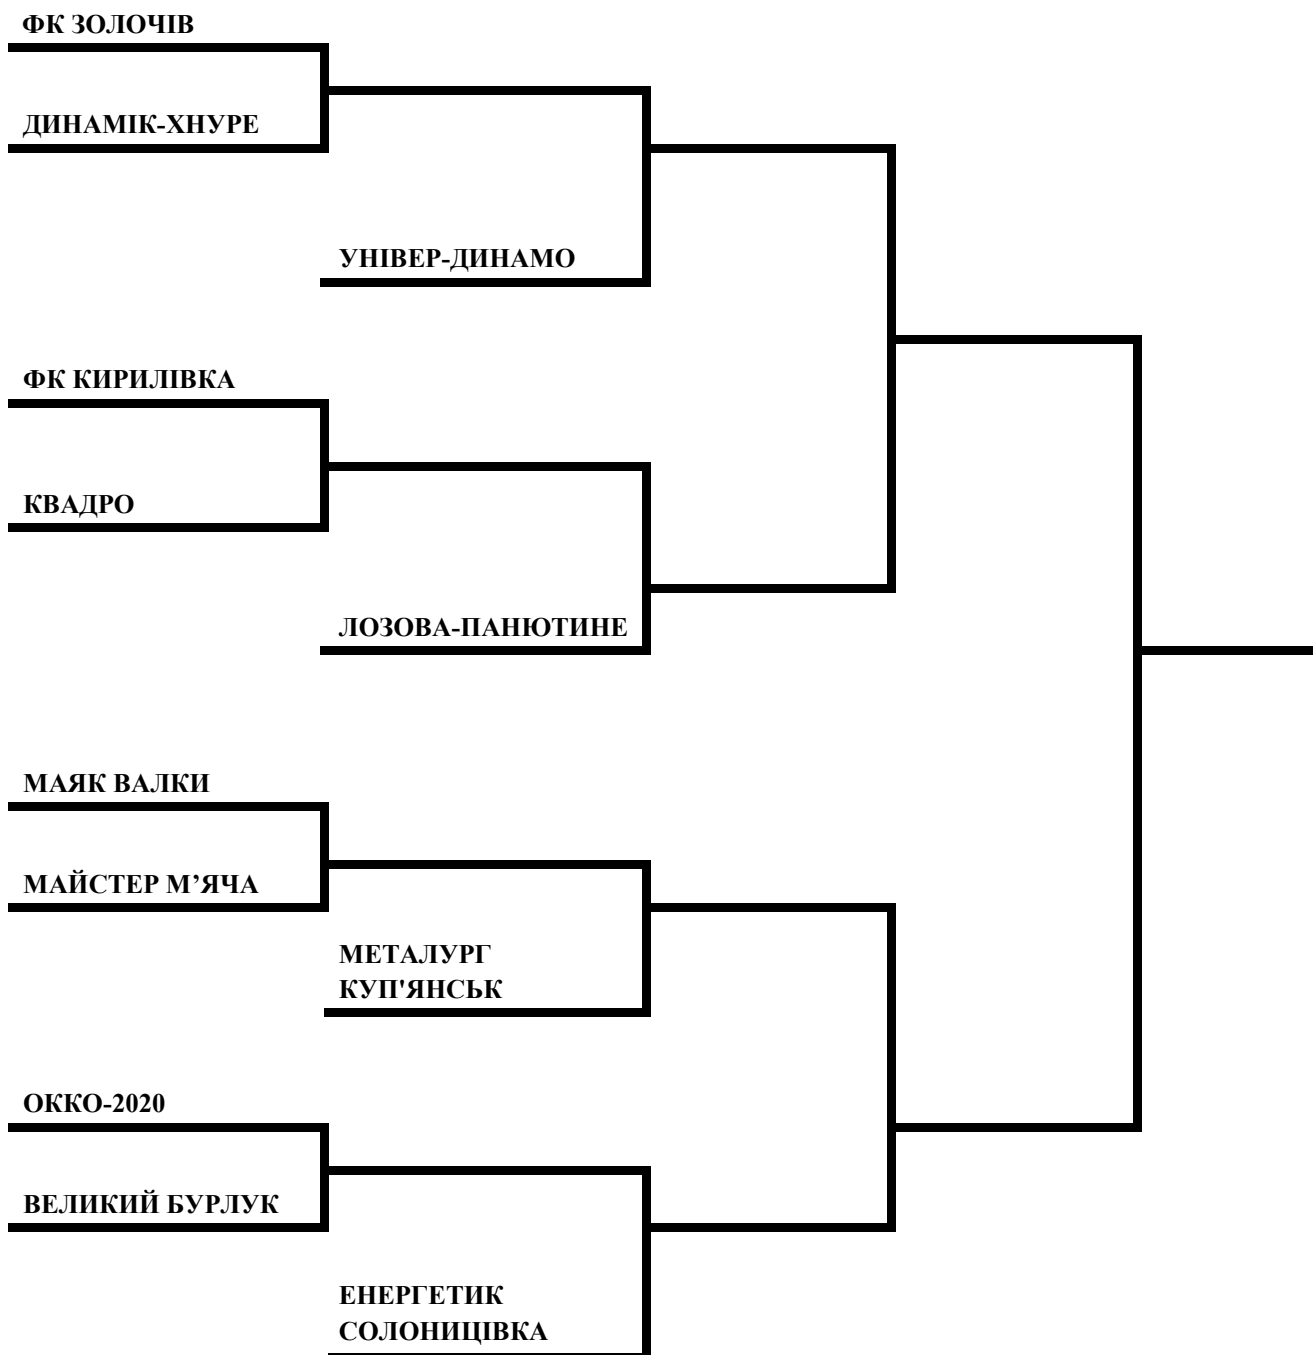 ФК ЗОЛОЧІВ
ДИНАМІК-ХНУРЕ
УНІВЕР-ДИНАМО
ФК КИРИЛІВКА
КВАДРО
ЛОЗОВА-ПАНЮТИНЕ
МАЯК ВАЛКИ
МАЙСТЕР М’ЯЧА
МЕТАЛУРГ
КУП'ЯНСЬК
ОККО-2020
ВЕЛИКИЙ БУРЛУК
ЕНЕРГЕТИК
СОЛОНИЦІВКА